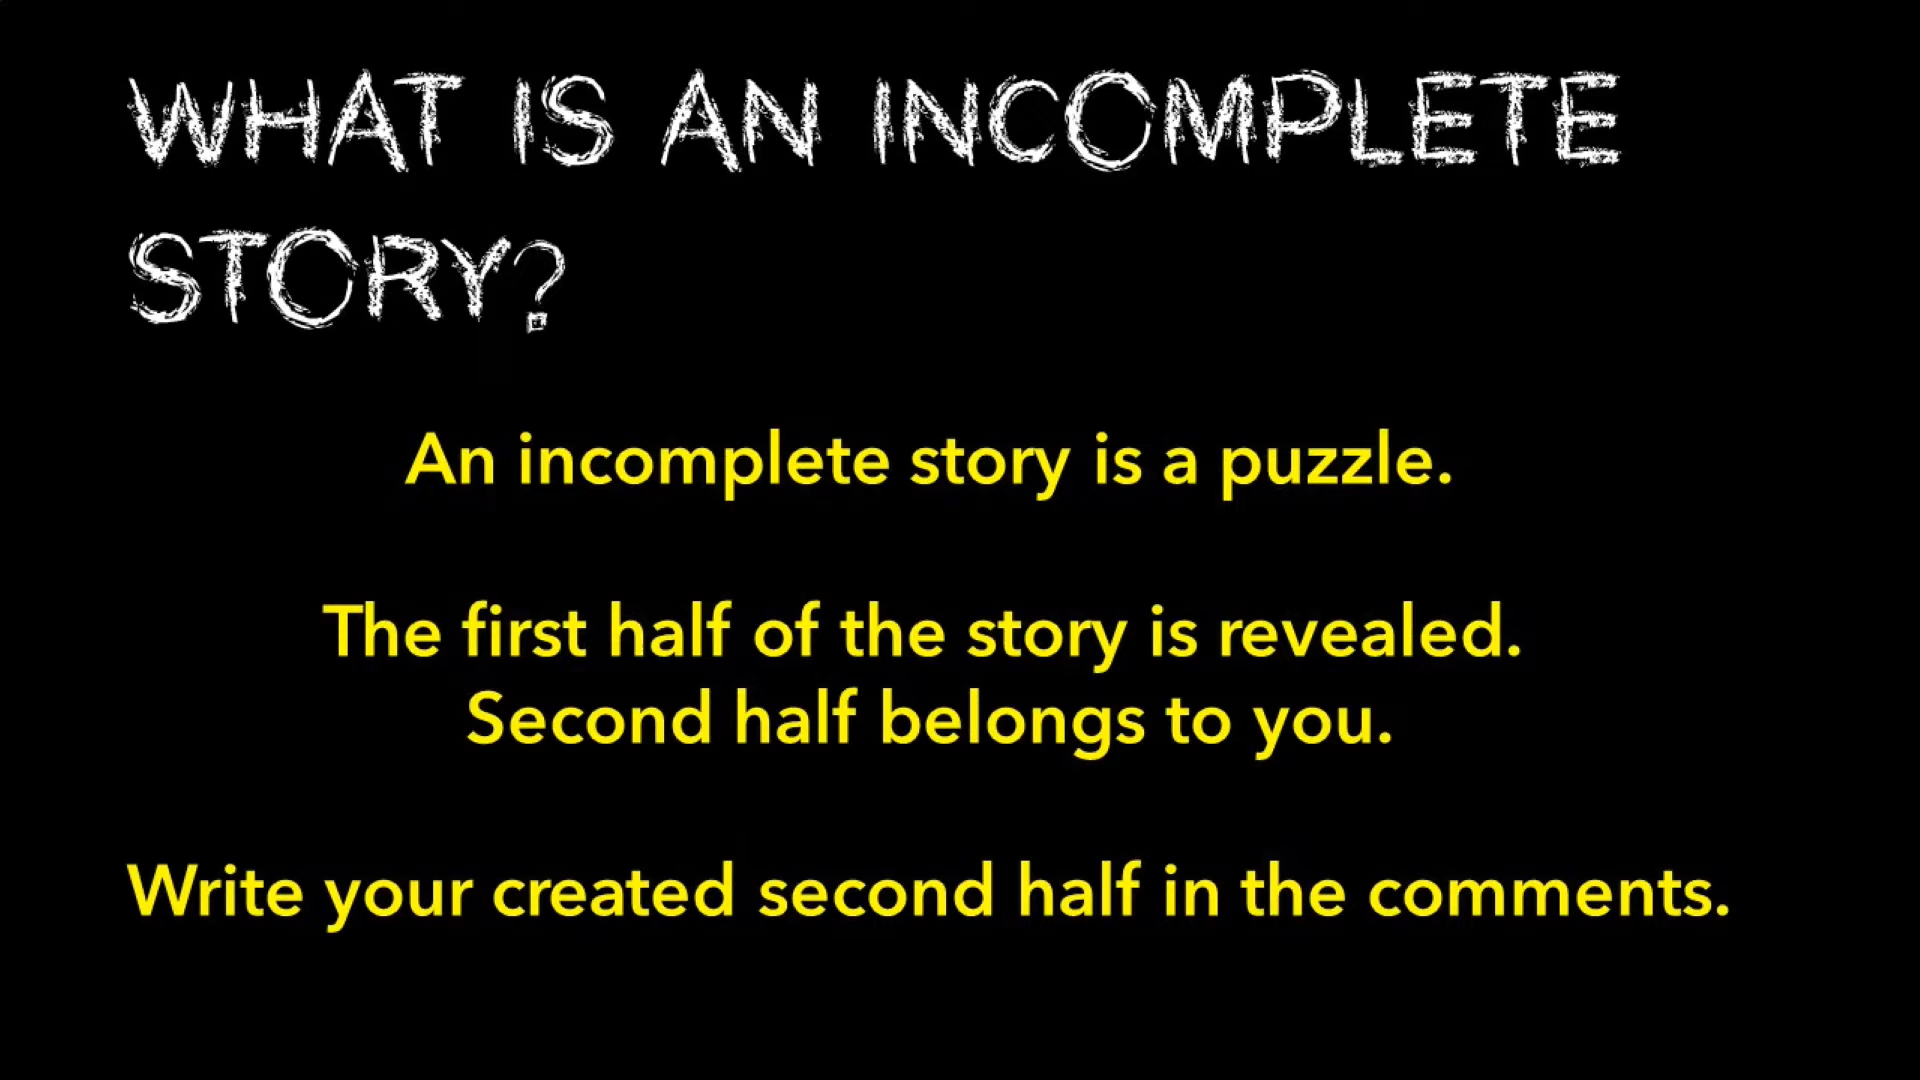 WHAT IS AN INCOMPLETE
STORY?
An incomplete story is a puzzle.
The first half of the story is revealed.
Second half belongs to you.
Write your created second half in the comments.